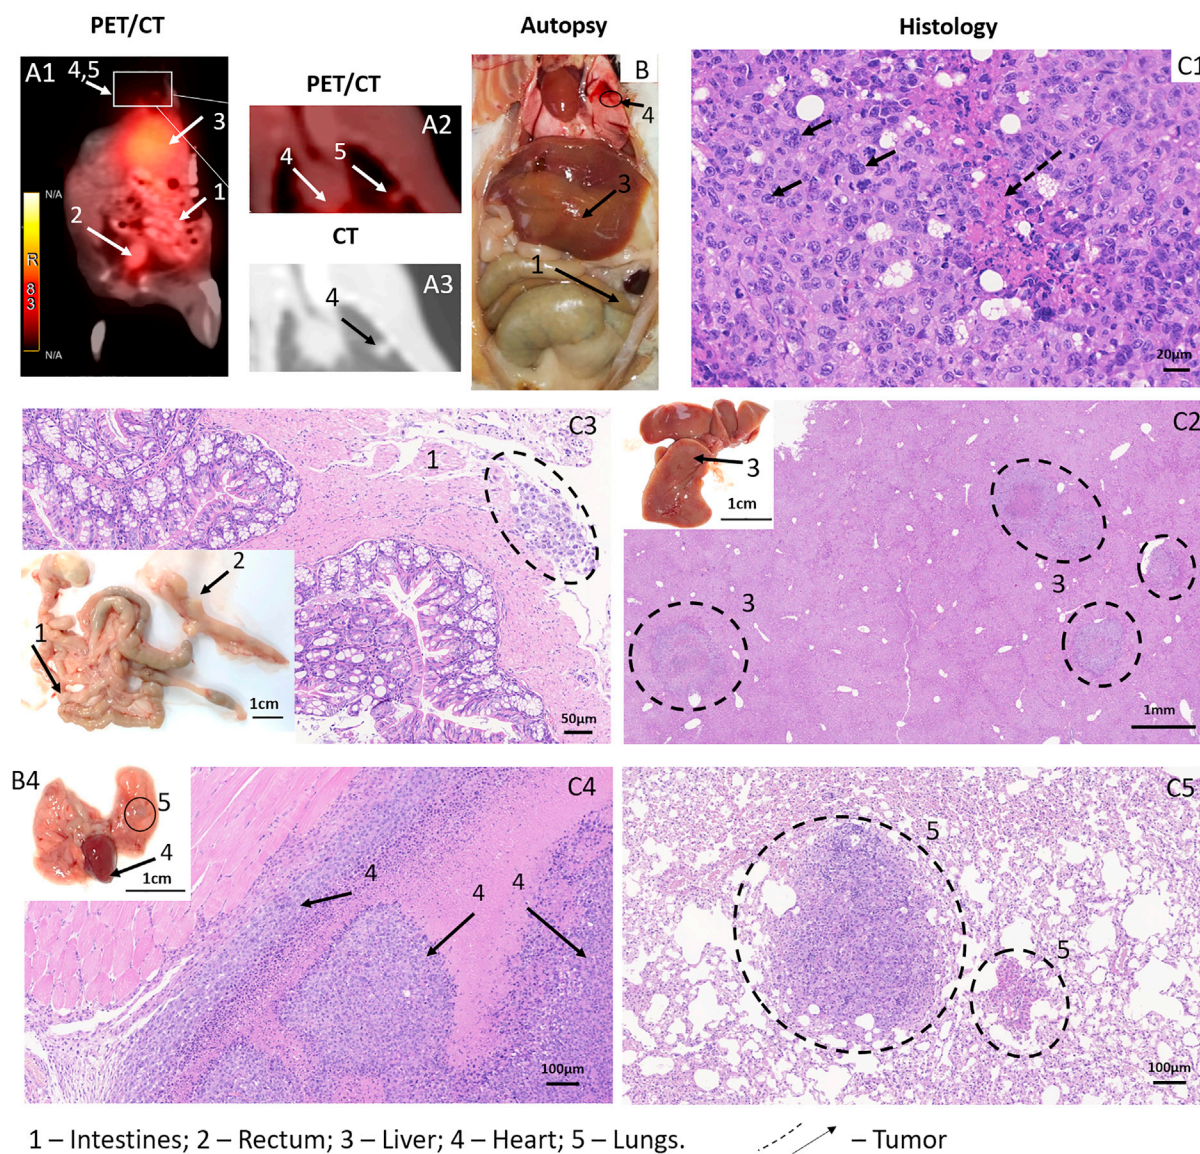 PET/CT
Autopsy
Histology
A1
4,5
3
1
2
N/A
R
8
3
N/A
PET/CT
A2
4
5
CT
A3
4
B
4
3
1
C1
20µm
C3
1
2
1
1cm
50µm
C2
3
1cm
3
3
1mm
B4
5
4
1cm
C4
4
4
4
100µm
C5
5
5
100µm
1 – Intestines; 2 – Rectum; 3 – Liver; 4 – Heart; 5 – Lungs.
– Tumor